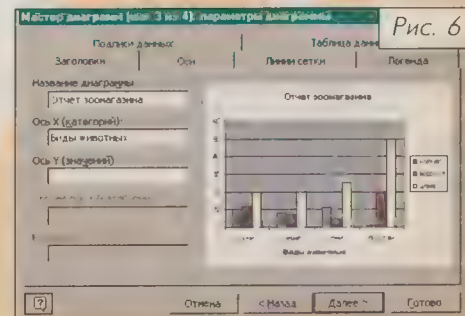 Мастер диаграмм (шаг 3 из 4): параметры диаграммы
Рис. 6
Подписи данных
Таблица данн
Заголовки
Оси
Линии сетки
Легенда
Название диаграммы
Отчет зоомагазина
Ось X (категорий):
Виды животных
Ось Y (значений)
Отчет зоомагазина
Виды животных
?
Отмена
< Назад
Далее >
Готово